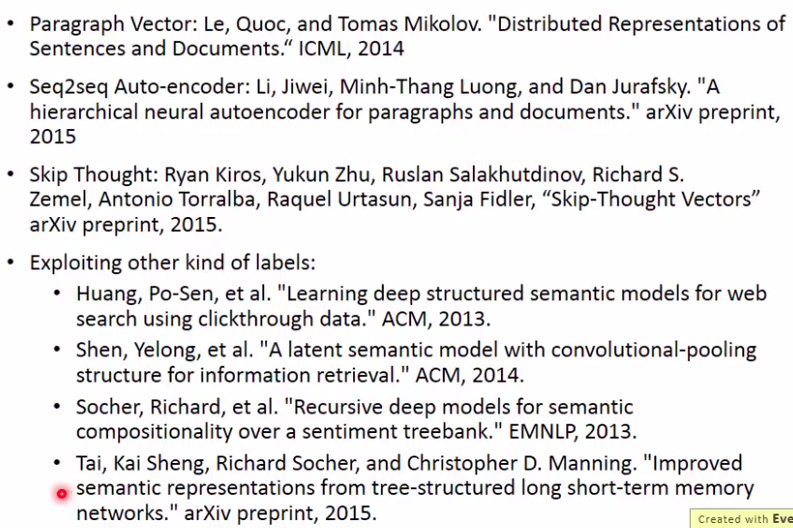 • Paragraph Vector: Le, Quoc, and Tomas Mikolov. "Distributed Representations of
Sentences and Documents.“ ICML, 2014
• Seq2seq Auto-encoder: Li, Jiwei, Minh-Thang Luong, and Dan Jurafsky. "A
hierarchical neural autoencoder for paragraphs and documents." arXiv preprint,
2015
• Skip Thought: Ryan Kiros, Yukun Zhu, Ruslan Salakhutdinov, Richard S.
Zemel, Antonio Torralba, Raquel Urtasun, Sanja Fidler, “Skip-Thought Vectors”
arXiv preprint, 2015.
• Exploiting other kind of labels:
• Huang, Po-Sen, et al. "Learning deep structured semantic models for web
search using clickthrough data." ACM, 2013.
• Shen, Yelong, et al. "A latent semantic model with convolutional-pooling
structure for information retrieval." ACM, 2014.
• Socher, Richard, et al. "Recursive deep models for semantic
compositionality over a sentiment treebank." EMNLP, 2013.
• Tai, Kai Sheng, Richard Socher, and Christopher D. Manning. "Improved
semantic representations from tree-structured long short-term memory
networks." arXiv preprint, 2015.
Created with Eve